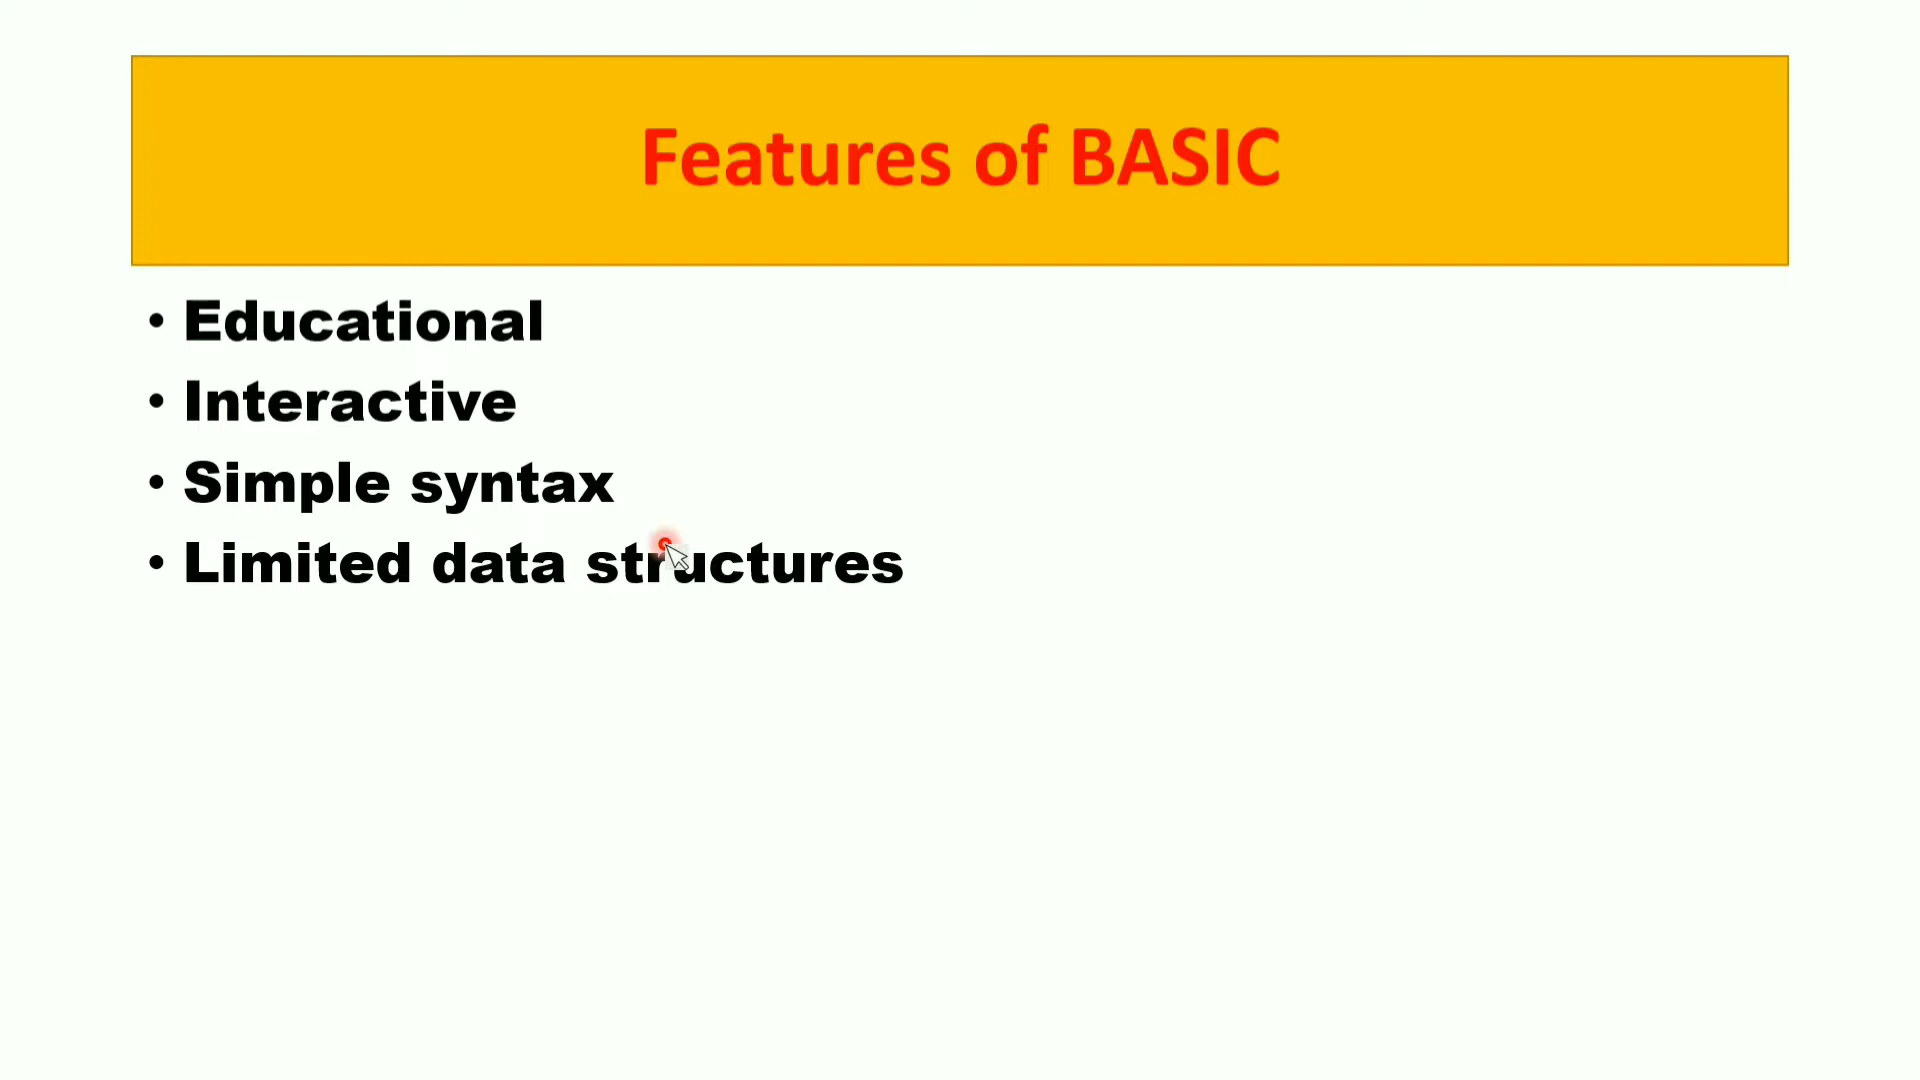 Features of BASIC
• Educational
• Interactive
• Simple syntax
• Limited data structures